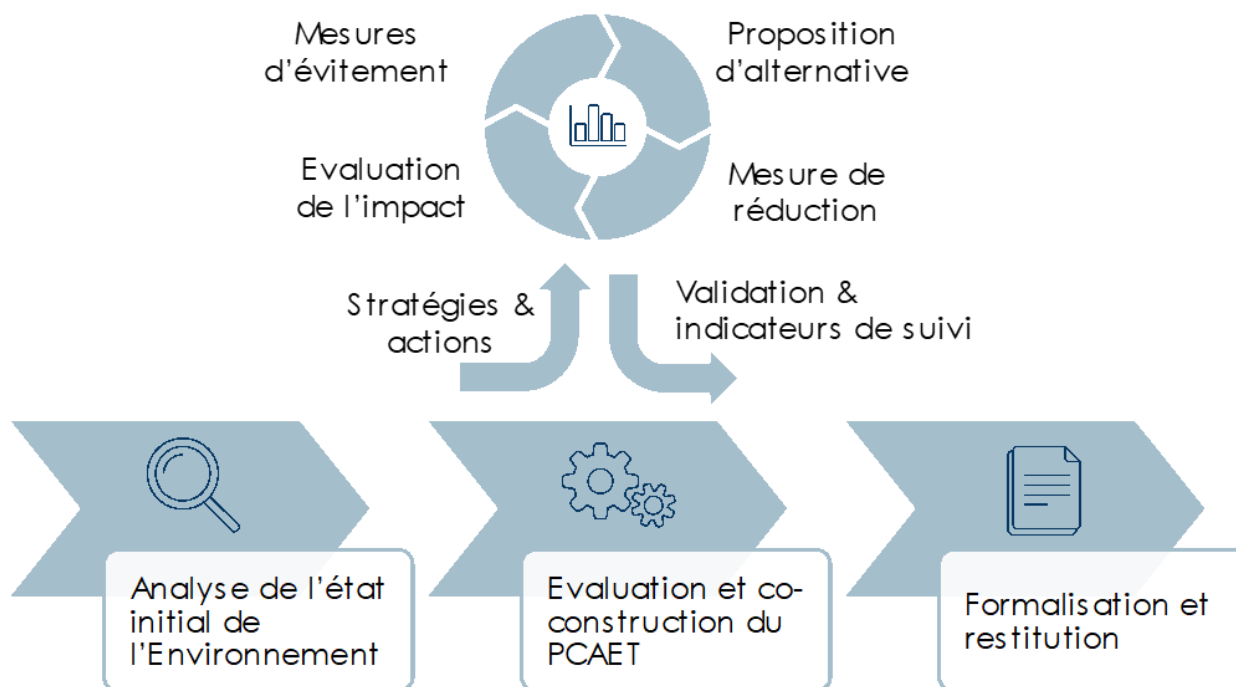 Mesures
d'évitement
Proposition
d'alternative
Evaluation
de l'impact
Mesure de
réduction
Stratégies &
actions
Validation &
indicateurs de suivi
Analyse de l'état
initial de
l'Environnement
Evaluation et co-
construction du
PCAET
Formalisation et
restitution